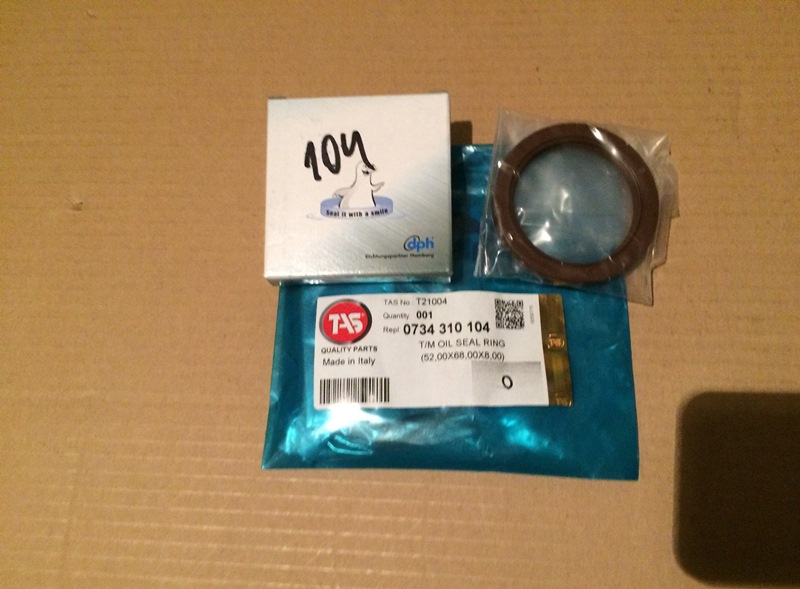 104
Seal it with a smile
dph
Dichtungspartner Hamburg
TAS
QUALITY PARTS
Made in Italy
TAS No. T21004
Quantity 001
Repl. 0734 310 104
T/M OIL SEAL RING
(52,00X68,00X8,00)
0